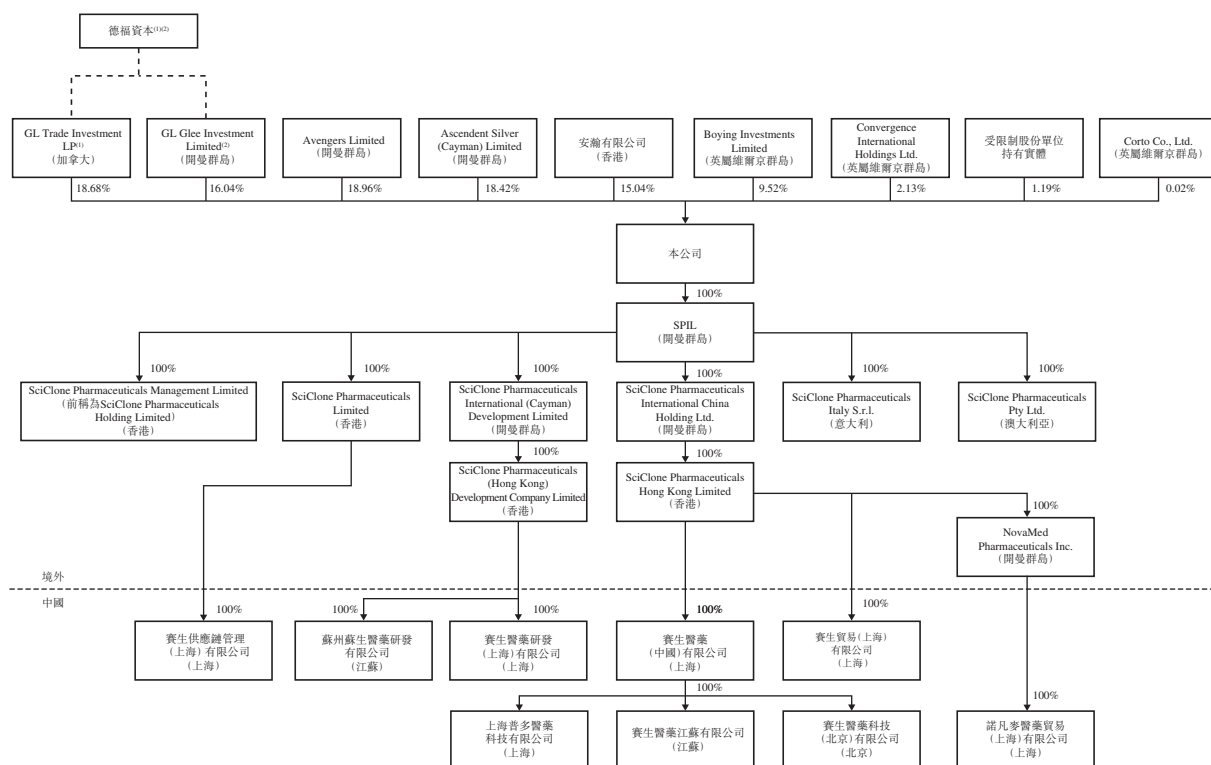 德福資本(1)(2)
GL Trade Investment
LP(1)
(加拿大)
GL Glee Investment
Limited(2)
(開曼群島)
Avengers Limited
(開曼群島)
Ascendent Silver
(Cayman) Limited
(開曼群島)
安瀚有限公司
(香港)
Boying Investments
Limited
(英屬維爾京群島)
Convergence
International
Holdings Ltd.
(英屬維爾京群島)
受限制股份單位
持有實體
Corto Co., Ltd.
(英屬維爾京群島)
18.68%
16.04%
18.96%
18.42%
15.04%
9.52%
2.13%
1.19%
0.02%
本公司
100%
SPIL
(開曼群島)
100%
100%
100%
100%
100%
100%
SciClone Pharmaceuticals Management Limited
(前稱為SciClone Pharmaceuticals
Holding Limited)
(香港)
SciClone Pharmaceuticals
Limited
(香港)
SciClone Pharmaceuticals
International (Cayman)
Development Limited
(開曼群島)
SciClone Pharmaceuticals
International China
Holding Ltd.
(開曼群島)
SciClone Pharmaceuticals
Italy S.r.l.
(意大利)
SciClone Pharmaceuticals
Pty Ltd.
(澳大利亞)
100%
100%
SciClone Pharmaceuticals
(Hong Kong)
Development Company Limited
(香港)
SciClone Pharmaceuticals
Hong Kong Limited
(香港)
100%
NovaMed
Pharmaceuticals Inc.
(開曼群島)
境外
中國
100%
100%
100%
100%
100%
賽生供應鏈管理
(上海)有限公司
(上海)
蘇州蘇生醫藥研發
有限公司
(江蘇)
賽生醫藥研發
(上海)有限公司
(上海)
賽生醫藥
(中國)有限公司
(上海)
賽生貿易(上海)
有限公司
(上海)
100%
100%
上海普多醫藥
科技有限公司
(上海)
賽生醫藥江蘇有限公司
(江蘇)
賽生醫藥科技
(北京)有限公司
(北京)
諾凡麥醫藥貿易
(上海)有限公司
(上海)